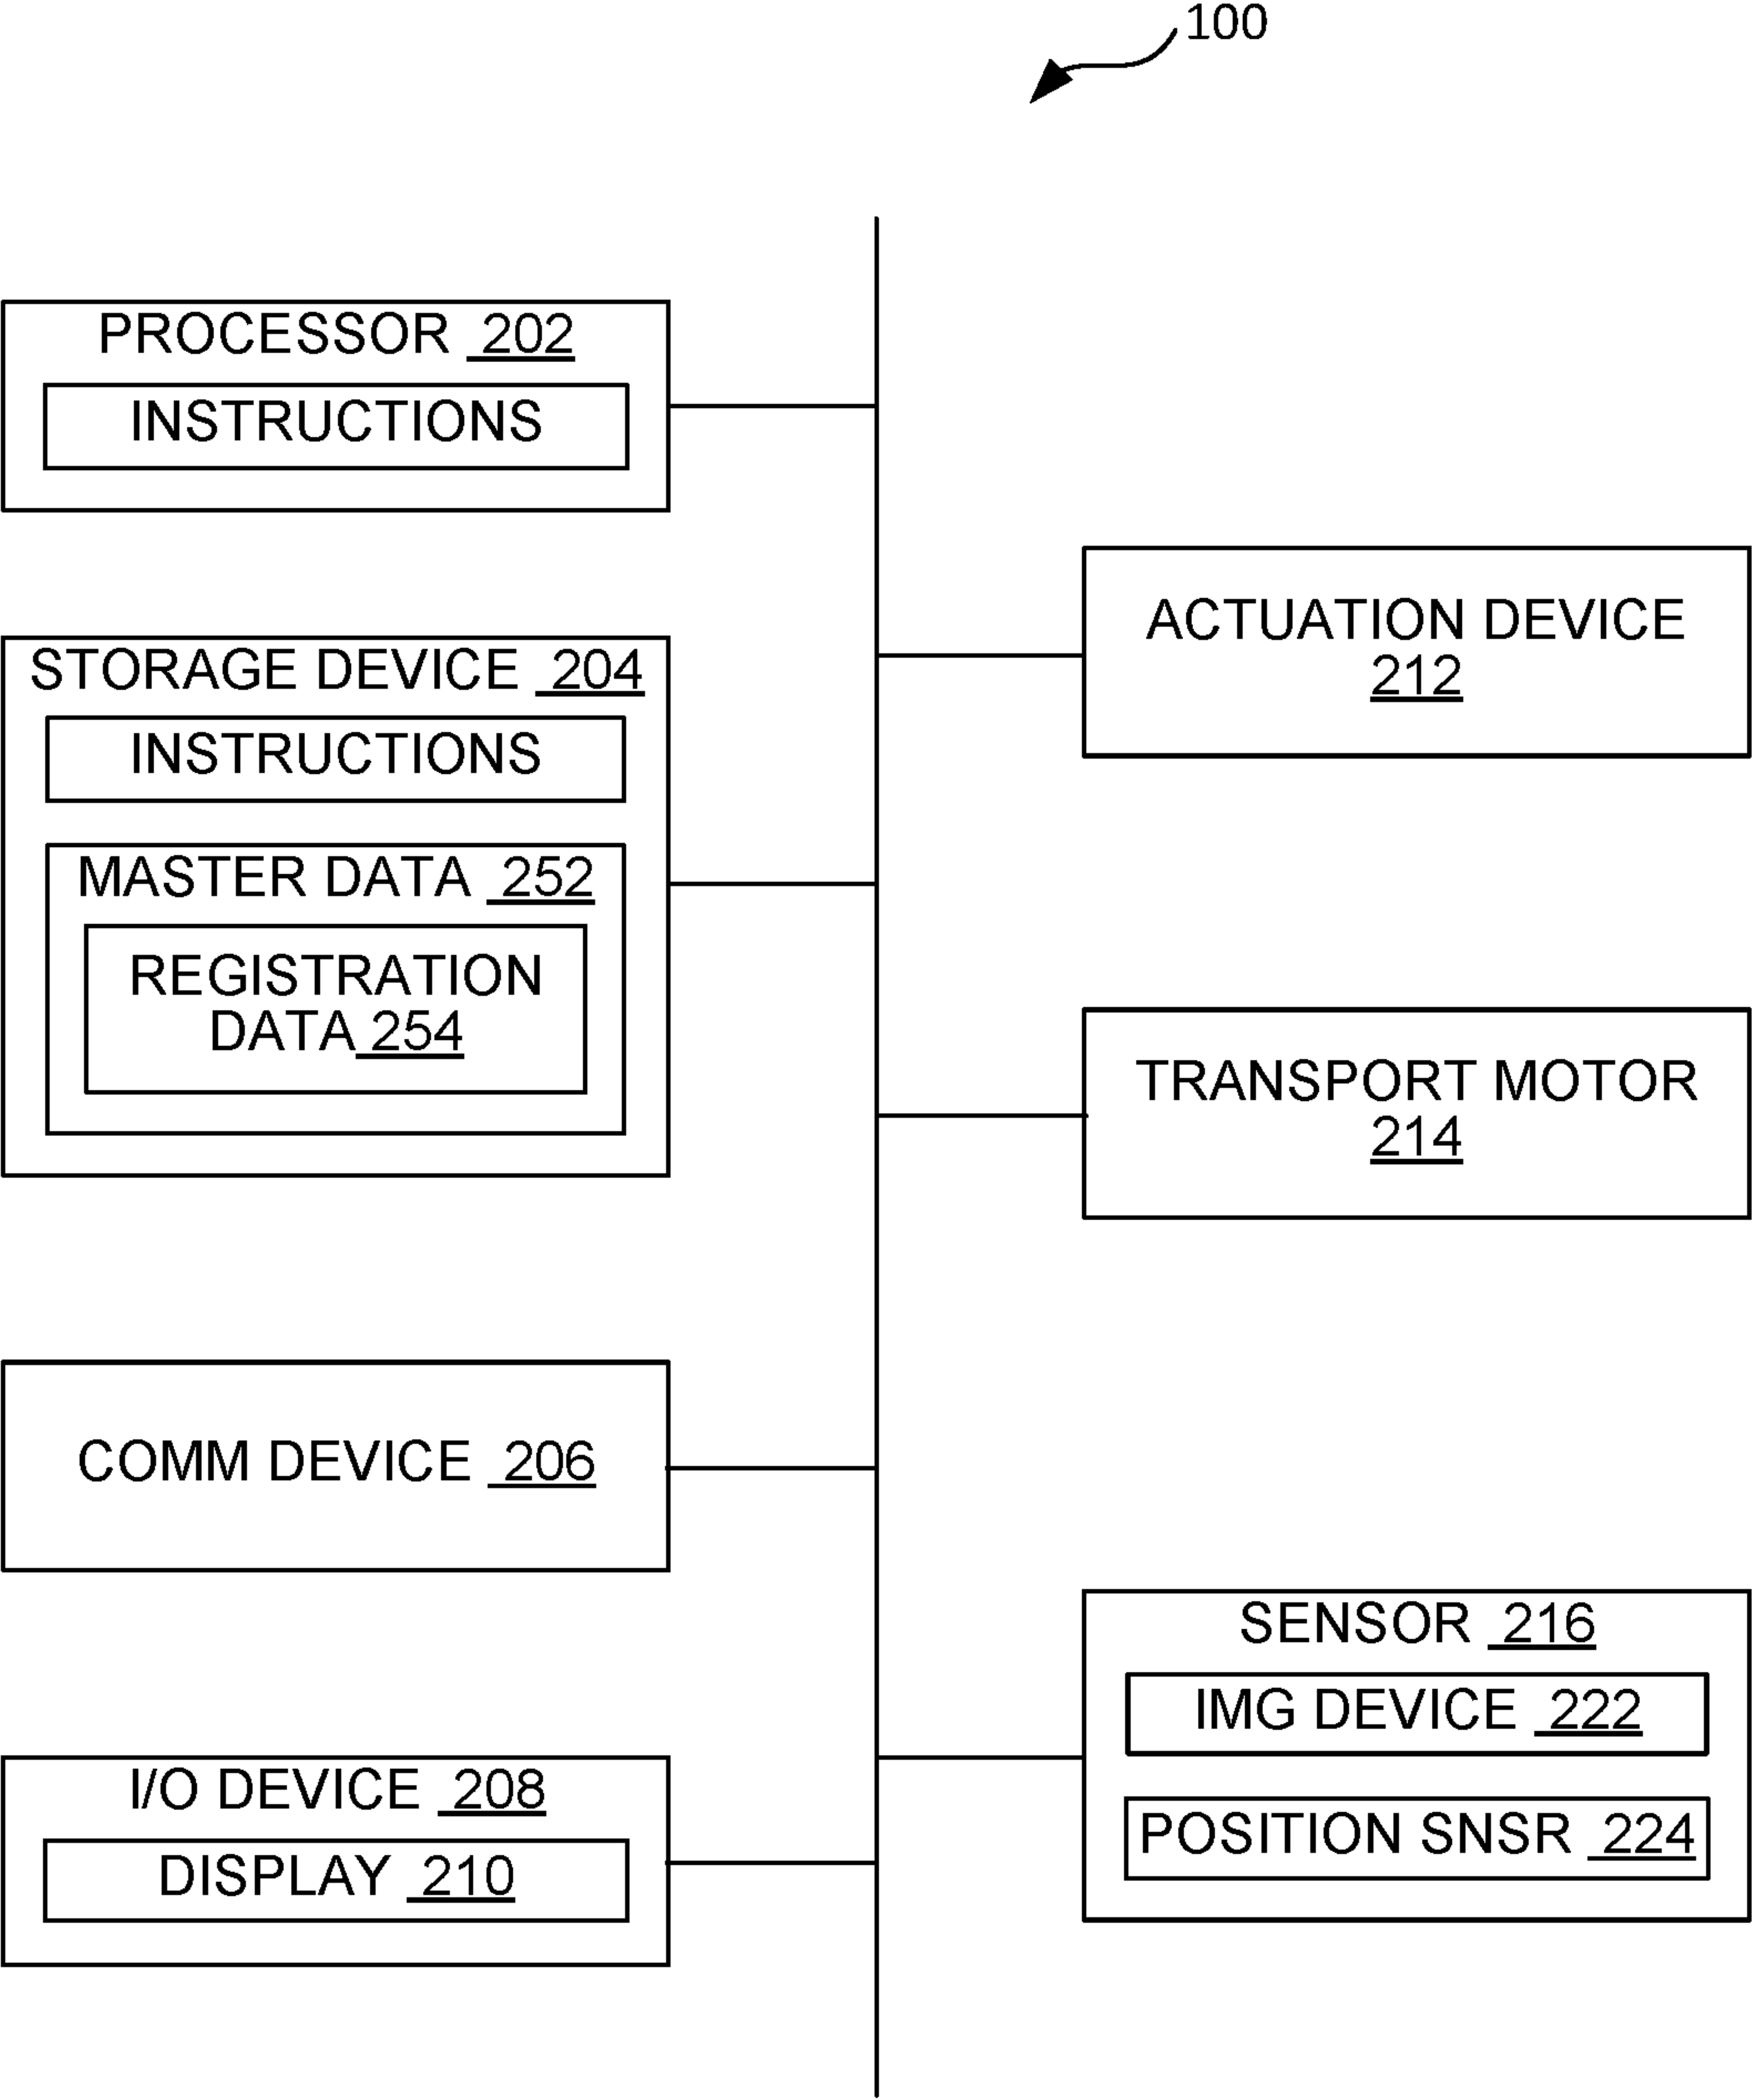 100
PROCESSOR 202
INSTRUCTIONS
STORAGE DEVICE 204
INSTRUCTIONS
MASTER DATA 252
REGISTRATION
DATA 254
COMM DEVICE 206
I/O DEVICE 208
DISPLAY 210
ACTUATION DEVICE
212
TRANSPORT MOTOR
214
SENSOR 216
IMG DEVICE 222
POSITION SNSR 224